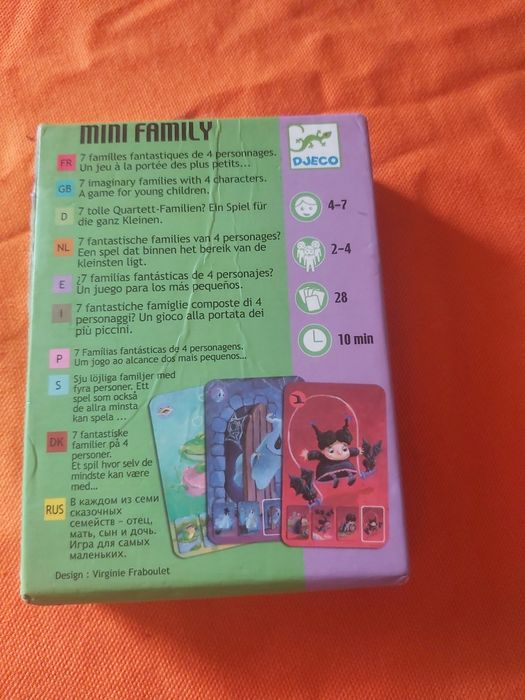 MINI FAMILY
DJECO
FR 7 familles fantastiques de 4 personnages.
Un jeu à la portée des plus petits...
GB 7 imaginary families with 4 characters.
A game for young children.
D 7 tolle Quartett-Familien? Ein Spiel für
die ganz Kleinen.
NL 7 fantastische families van 4 personages?
Een spel dat binnen het bereik van de
kleinsten ligt.
E ¿7 familias fantásticas de 4 personajes?
Un juego para los más pequeños.
I 7 fantastiche famiglie composte di 4
personaggi? Un gioco alla portata dei
più piccini.
P 7 Famílias fantásticas de 4 personagens.
Um jogo ao alcance dos mais pequenos...
S Sju löjliga familjer med
fyra personer. Ett
spel som också
de allra minsta
kan spela ...
DK 7 fantastiske
familier på 4
personer.
Et spil hvor selv de
mindste kan være
med...
RUS В каждом из семи
сказочных
семейств – отец,
мать, сын и дочь.
Игра для самых
маленьких.
Design : Virginie Fraboulet
4-7
2-4
28
10 min